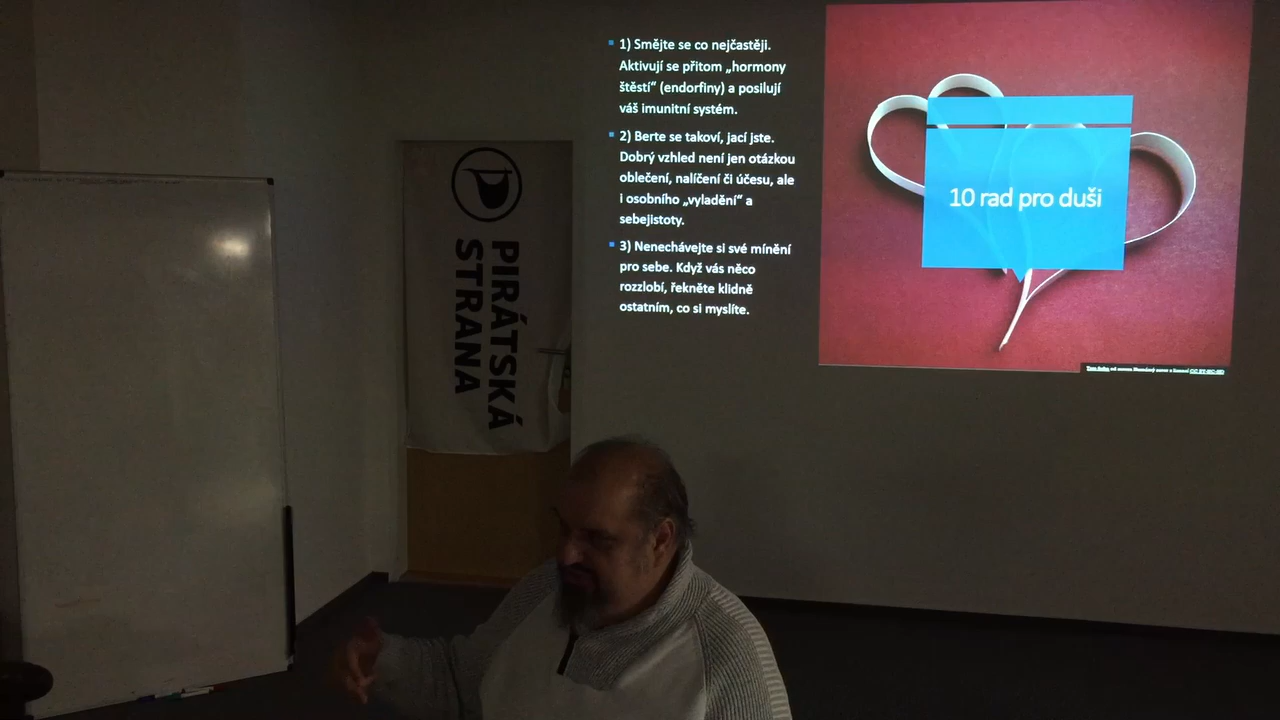 1) Smějte se co nejčastěji.
Aktivují se přitom „hormony
štěstí“ (endorfiny) a posilují
váš imunitní systém.
2) Berte se takoví, jací jste.
Dobrý vzhled není jen otázkou
oblečení, nalíčení či účesu, ale
i osobního „vyladění“ a
sebejistoty.
3) Nenechávejte si své mínění
pro sebe. Když vás něco
rozzlobí, řekněte klidně
ostatním, co si myslíte.
10 rad pro duši
PIRÁTSKÁ
STRANA